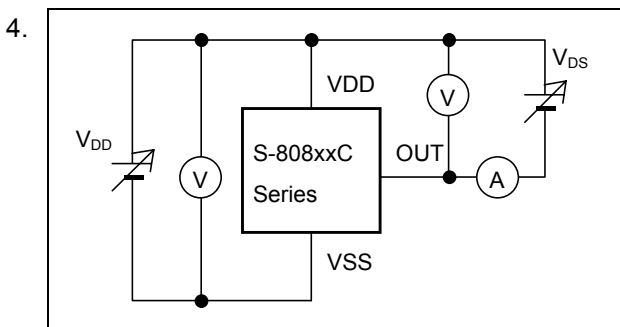 4.
VDD
VDS
VDD
V
V
S-808xxC
Series
OUT
A
VSS